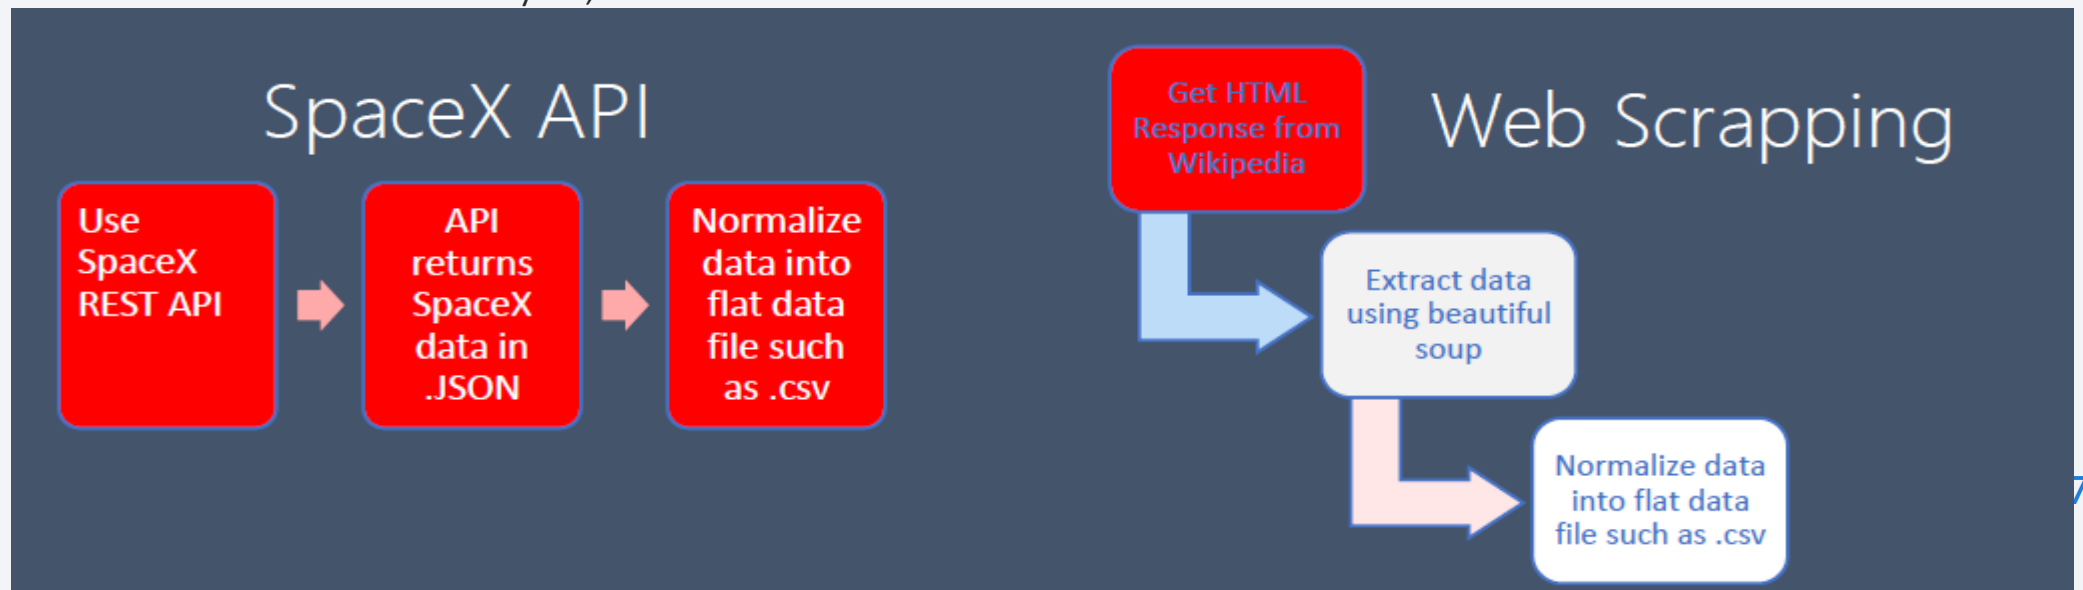 SpaceX API
Use
SpaceX
REST API
API
returns
SpaceX
data in
.JSON
Normalize
data into
flat data
file such
as .csv
Web Scrapping
Get HTML
Response from
Wikipedia
Extract data
using beautiful
soup
Normalize data
into flat data
file such as .csv
7